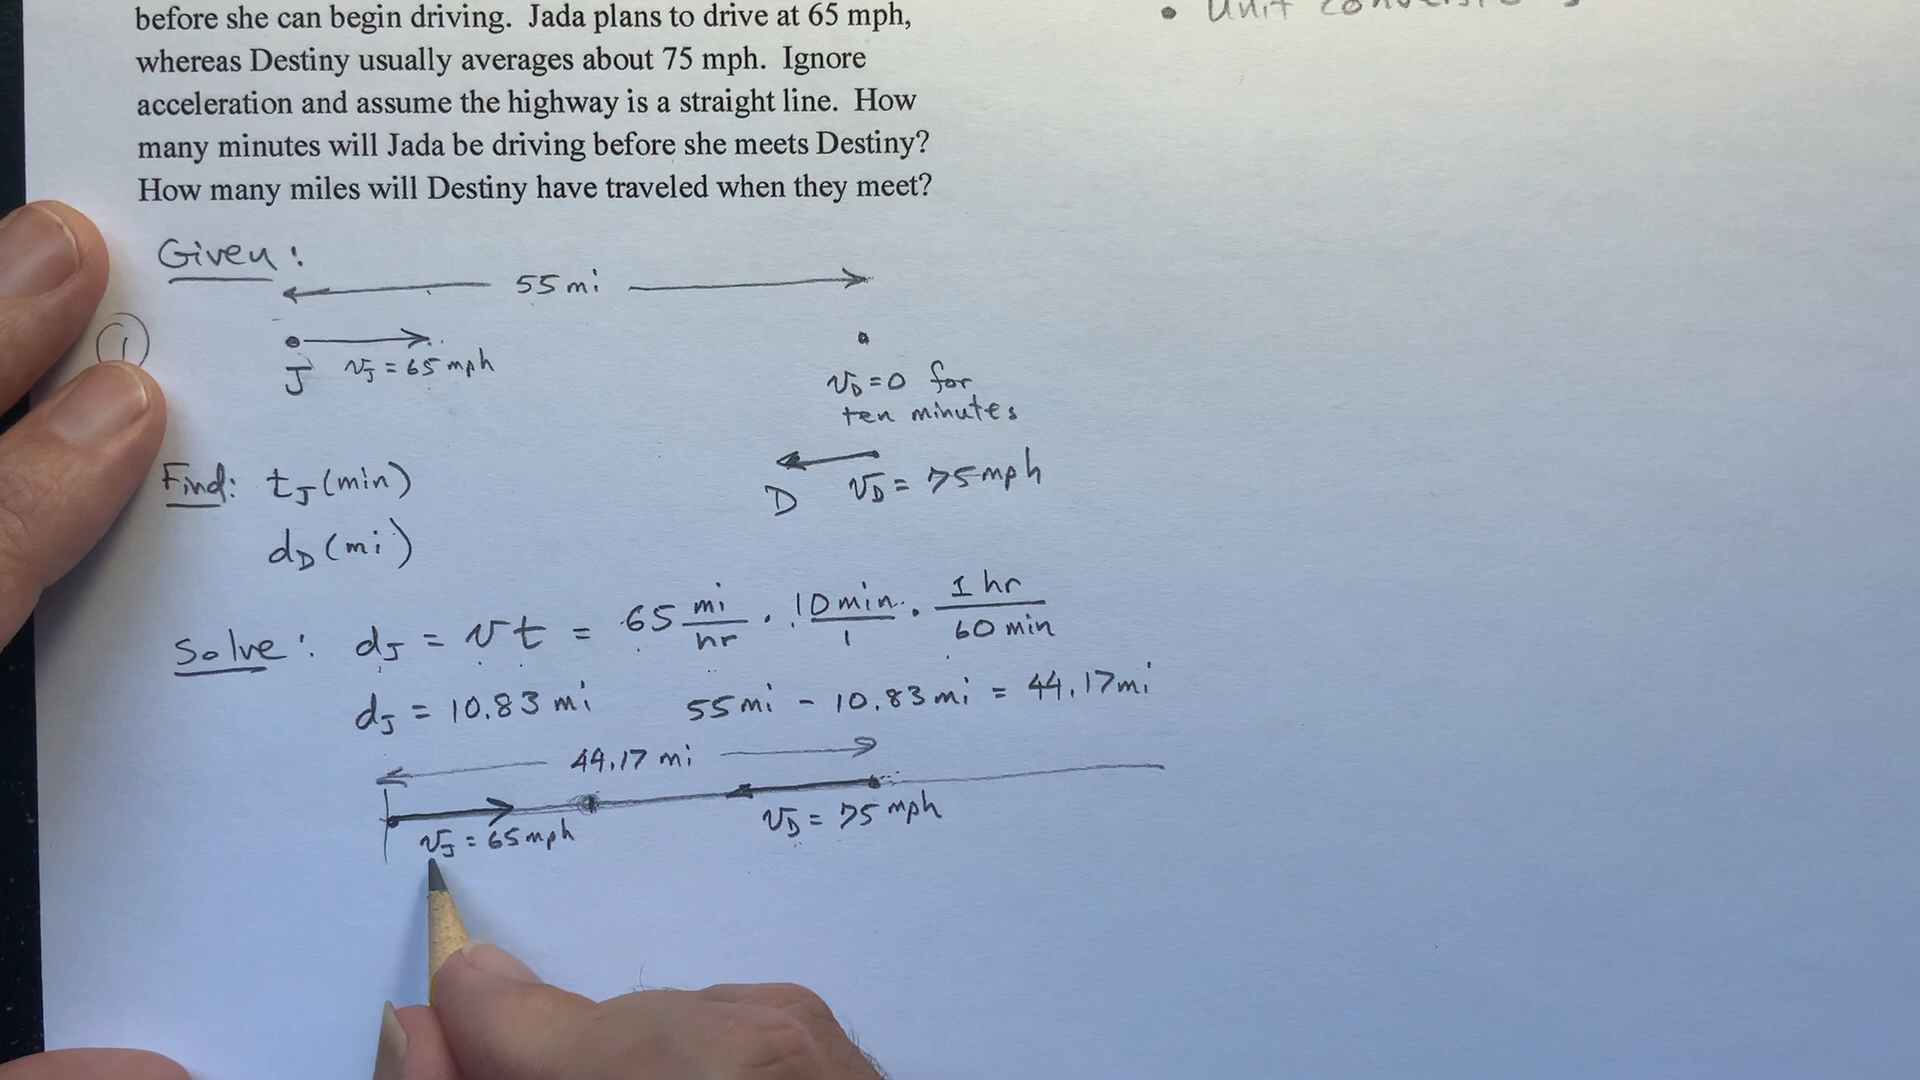 before she can begin driving. Jada plans to drive at 65 mph,
whereas Destiny usually averages about 75 mph. Ignore
acceleration and assume the highway is a straight line. How
many minutes will Jada be driving before she meets Destiny?
How many miles will Destiny have traveled when they meet?
• Unit
Given:
55 mi
①
J v_J = 65 mph
v_D = 0 for
ten minutes
D v_D = 75 mph
Find: t_J (min)
d_D (mi)
Solve: d_J = vt = 65 mi/hr · 10 min/1 · 1 hr/60 min
d_J = 10.83 mi 55 mi - 10.83 mi = 44.17 mi
44.17 mi
v_J = 65 mph v_D = 75 mph